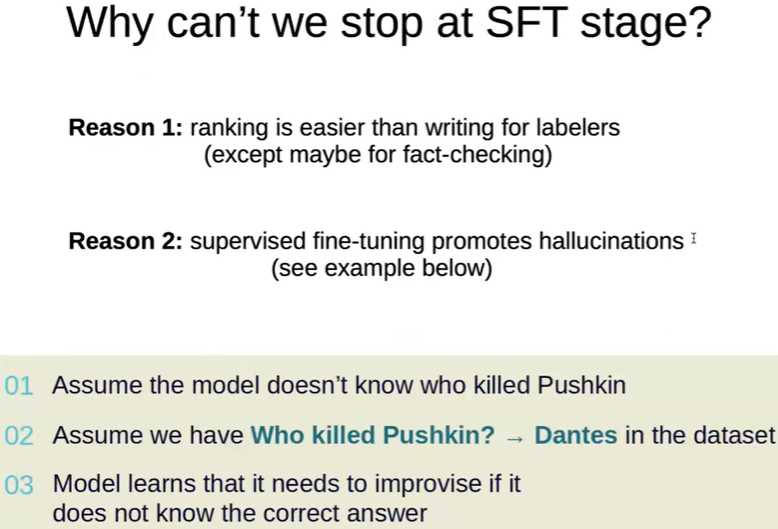 Why can't we stop at SFT stage?
Reason 1: ranking is easier than writing for labelers
(except maybe for fact-checking)
Reason 2: supervised fine-tuning promotes hallucinations
(see example below)
01 Assume the model doesn't know who killed Pushkin
02 Assume we have Who killed Pushkin? → Dantes in the dataset
03 Model learns that it needs to improvise if it
does not know the correct answer